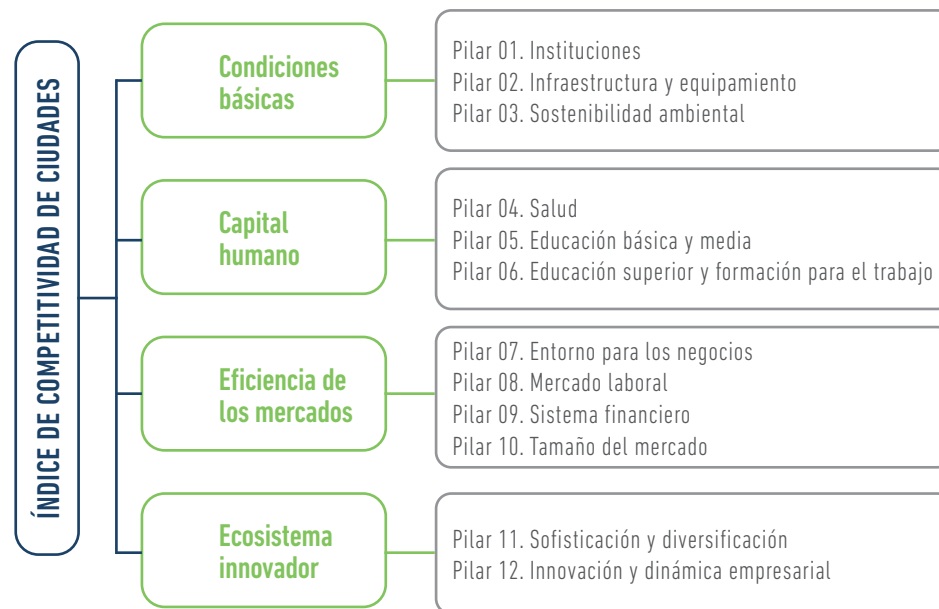 ÍNDICE DE COMPETITIVIDAD DE CIUDADES
Condiciones
básicas
Pilar 01. Instituciones
Pilar 02. Infraestructura y equipamiento
Pilar 03. Sostenibilidad ambiental
Capital
humano
Pilar 04. Salud
Pilar 05. Educación básica y media
Pilar 06. Educación superior y formación para el trabajo
Eficiencia de
los mercados
Pilar 07. Entorno para los negocios
Pilar 08. Mercado laboral
Pilar 09. Sistema financiero
Pilar 10. Tamaño del mercado
Ecosistema
innovador
Pilar 11. Sofisticación y diversificación
Pilar 12. Innovación y dinámica empresarial